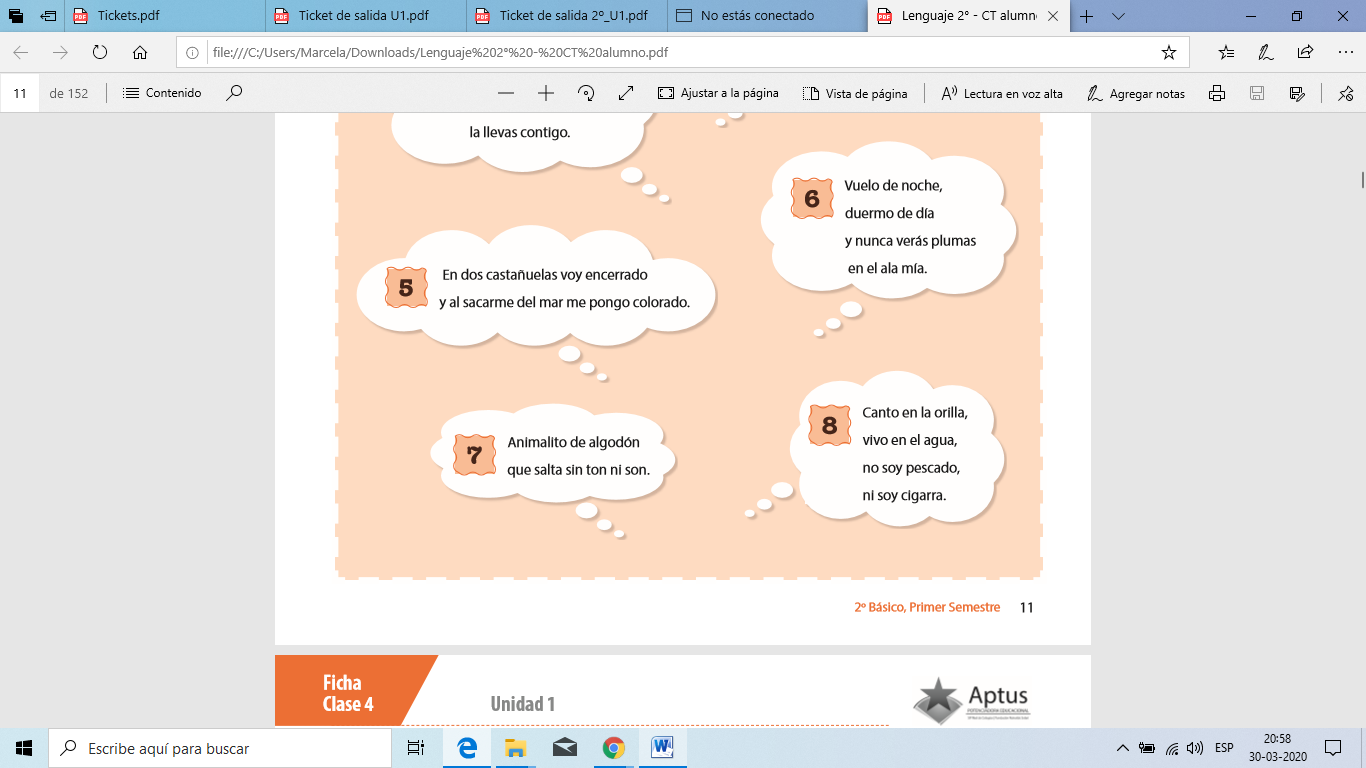 Tickets.pdf
Ticket de salida U1.pdf
Ticket de salida 2º_U1.pdf
No estás conectado
Lenguaje 2° - CT alumn
file:///C:/Users/Marcela/Downloads/Lenguaje%202°%20-%20CT%20alumno.pdf
11 de 152
Contenido
Ajustar a la página
Vista de página
Lectura en voz alta
Agregar notas
la llevas contigo.
6
Vuelo de noche,
duermo de día
y nunca verás plumas
en el ala mía.
5
En dos castañuelas voy encerrado
y al sacarme del mar me pongo colorado.
7
Animalito de algodón
que salta sin ton ni son.
8
Canto en la orilla,
vivo en el agua,
no soy pescado,
ni soy cigarra.
2º Básico, Primer Semestre 11
Ficha
Clase 4
Unidad 1
Aptus
Escribe aquí para buscar
ESP
20:58
30-03-2020